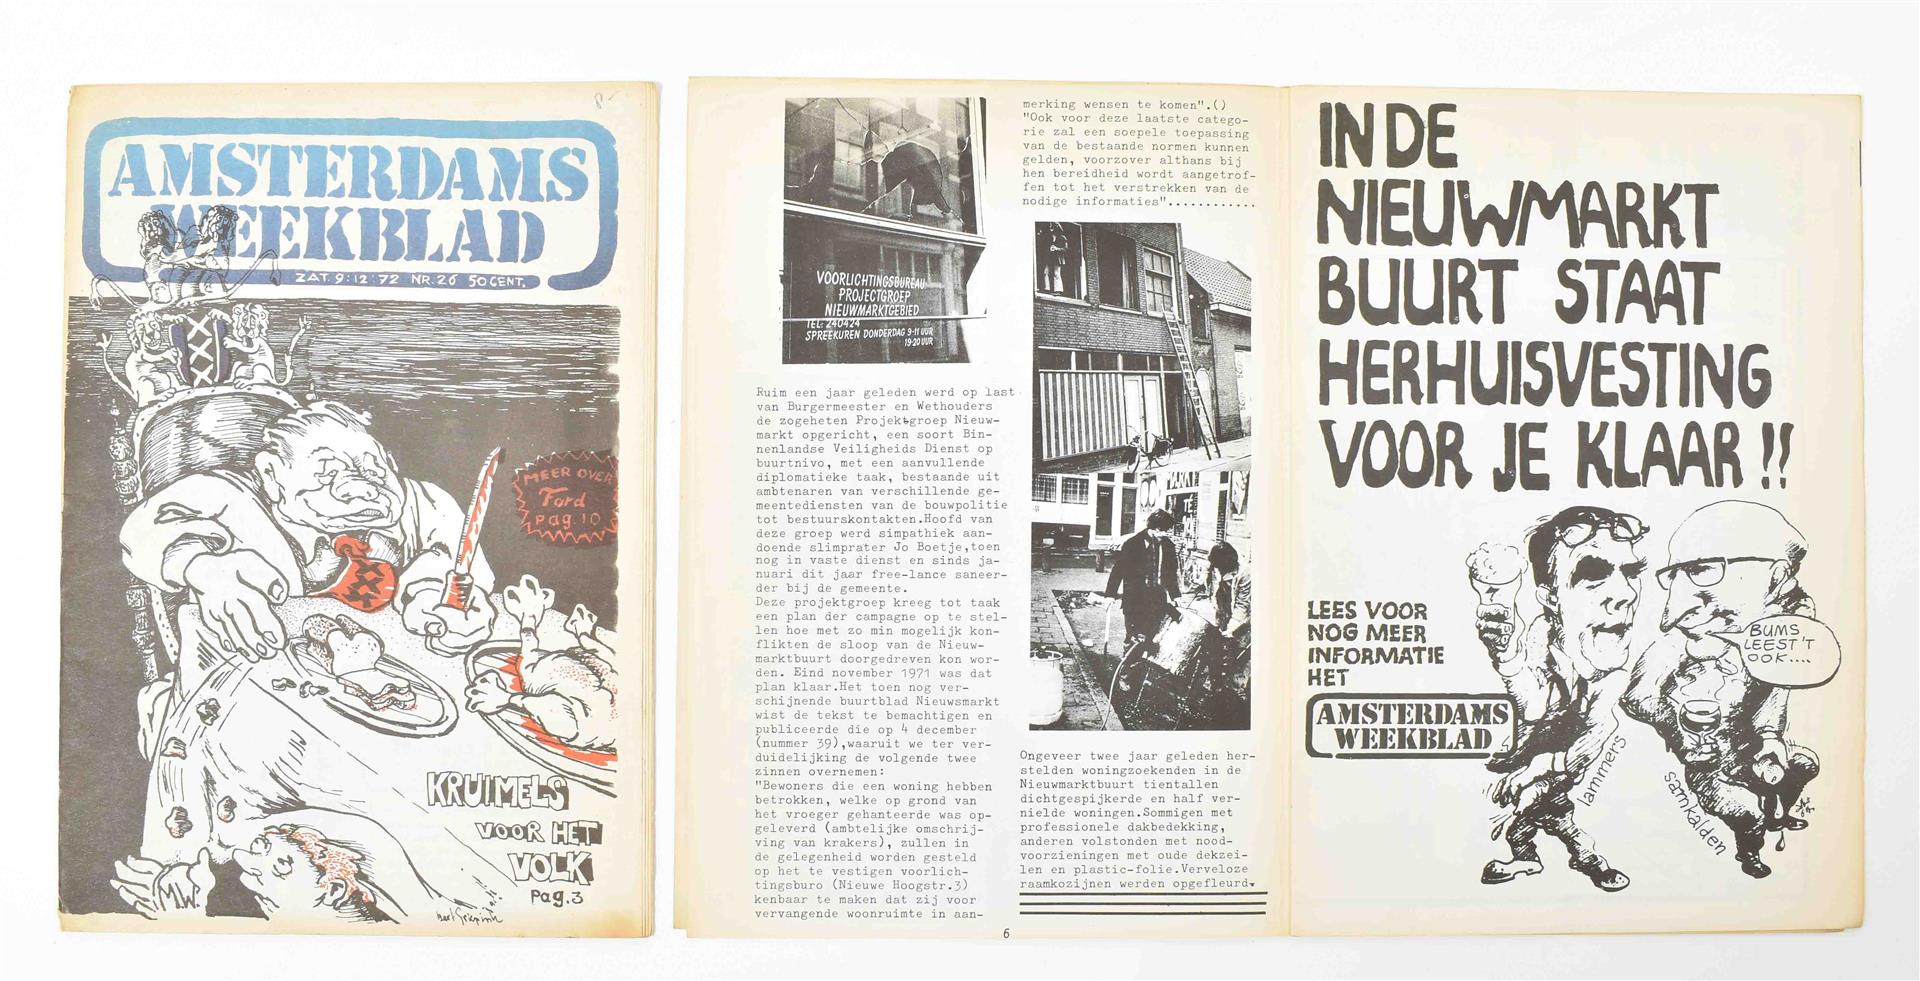 8-
AMSTERDAMS
WEEKBLAD
ZAT. 9:12:72 NR. 26 50 CENT.
MEER OVER
Ford
pag. 10
KRUIMELS
VOOR HET
VOLK
pag. 3
M.W.
VOORLICHTINGSBUREAU
PROJECTGROEP
NIEUWMARKTGEBIED
TEL: 240424
SPREEKUREN DONDERDAG 9-11 UUR
19-20 UUR
Ruim een jaar geleden werd op last
van Burgermeester en Wethouders
de zogeheten Projektgroep Nieuw-
markt opgericht, een soort Bin-
nenlandse Veiligheids Dienst op
buurtnivo, met een aanvullende
diplomatieke taak, bestaande uit
ambtenaren van verschillende ge-
meentediensten van de bouwpolitie
tot bestuurskontakten.Hoofd van
deze groep werd simpathiek aan-
doende slimprater Jo Boetje,toen
nog in vaste dienst en sinds ja-
nuari dit jaar free-lance saneer-
der bij de gemeente.
Deze projektgroep kreeg tot taak
een plan der campagne op te stel-
len hoe met zo min mogelijk kon-
flikten de sloop van de Nieuw-
marktbuurt doorgedreven kon wor-
den. Eind november 1971 was dat
plan klaar.Het toen nog ver-
schijnende buurtblad Nieuwsmarkt
wist de tekst te bemachtigen en
publiceerde die op 4 december
(nummer 39),waaruit we ter ver-
duidelijking de volgende twee
zinnen overnemen:
"Bewoners die een woning hebben
betrokken, welke op grond van
het vroeger gehanteerde was op-
geleverd (ambtelijke omschrij-
ving van krakers), zullen in
de gelegenheid worden gesteld
op het te vestigen voorlich-
tingsburo (Nieuwe Hoogstr.3)
kenbaar te maken dat zij voor
vervangende woonruimte in aan-
merking wensen te komen".()
"Ook voor deze laatste catego-
rie zal een soepele toepassing
van de bestaande normen kunnen
gelden, voorzover althans bij
hen bereidheid wordt aangetrof-
fen tot het verstrekken van de
nodige informaties"............
Ongeveer twee jaar geleden her-
stelden woningzoekenden in de
Nieuwmarktbuurt tientallen
dichtgespijkerde en half ver-
nielde woningen.Sommigen met
professionele dakbedekking,
anderen volstonden met nood-
voorzieningen met oude dekzei-
len en plastic-folie.Verveloze
raamkozijnen werden opgefleurd.
6
IN DE
NIEUWMARKT
BUURT STAAT
HERHUISVESTING
VOOR JE KLAAR!!
LEES VOOR
NOG MEER
INFORMATIE
HET
AMSTERDAMS
WEEKBLAD
BUMS
LEEST'T
OOK....
lammers
samkalden